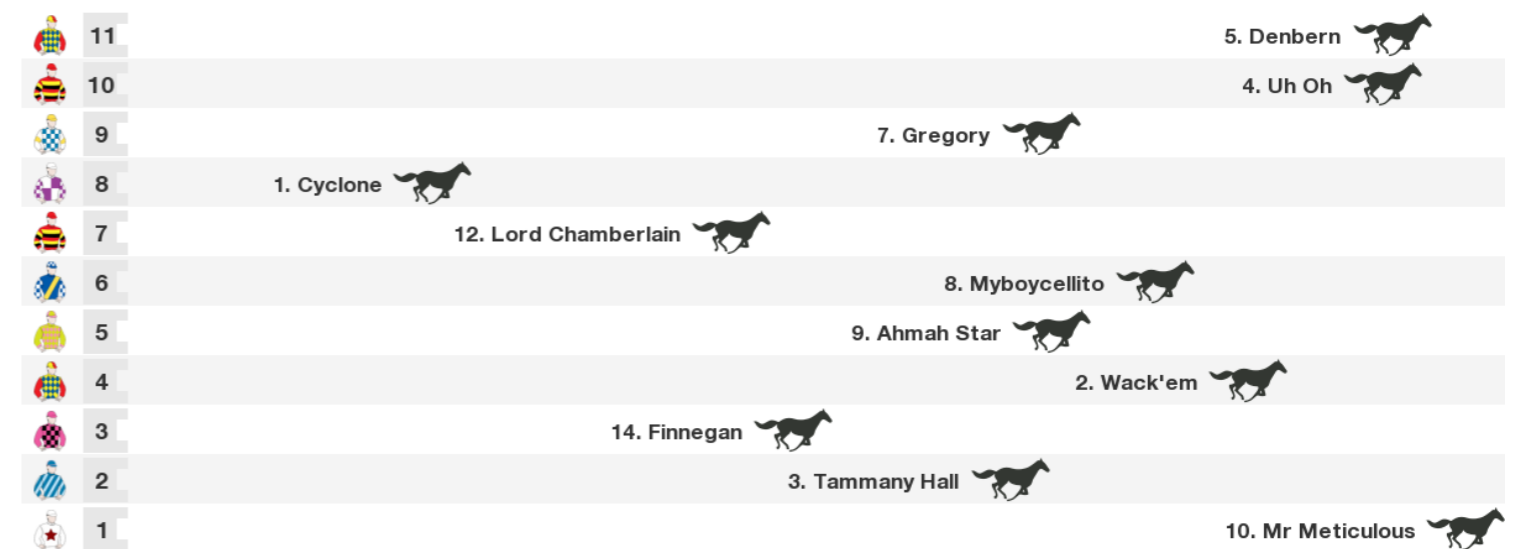 11 5. Denbern
10 4. Uh Oh
9 7. Gregory
8 1. Cyclone
7 12. Lord Chamberlain
6 8. Myboycellito
5 9. Ahmah Star
4 2. Wack'em
3 14. Finnegan
2 3. Tammany Hall
1 10. Mr Meticulous